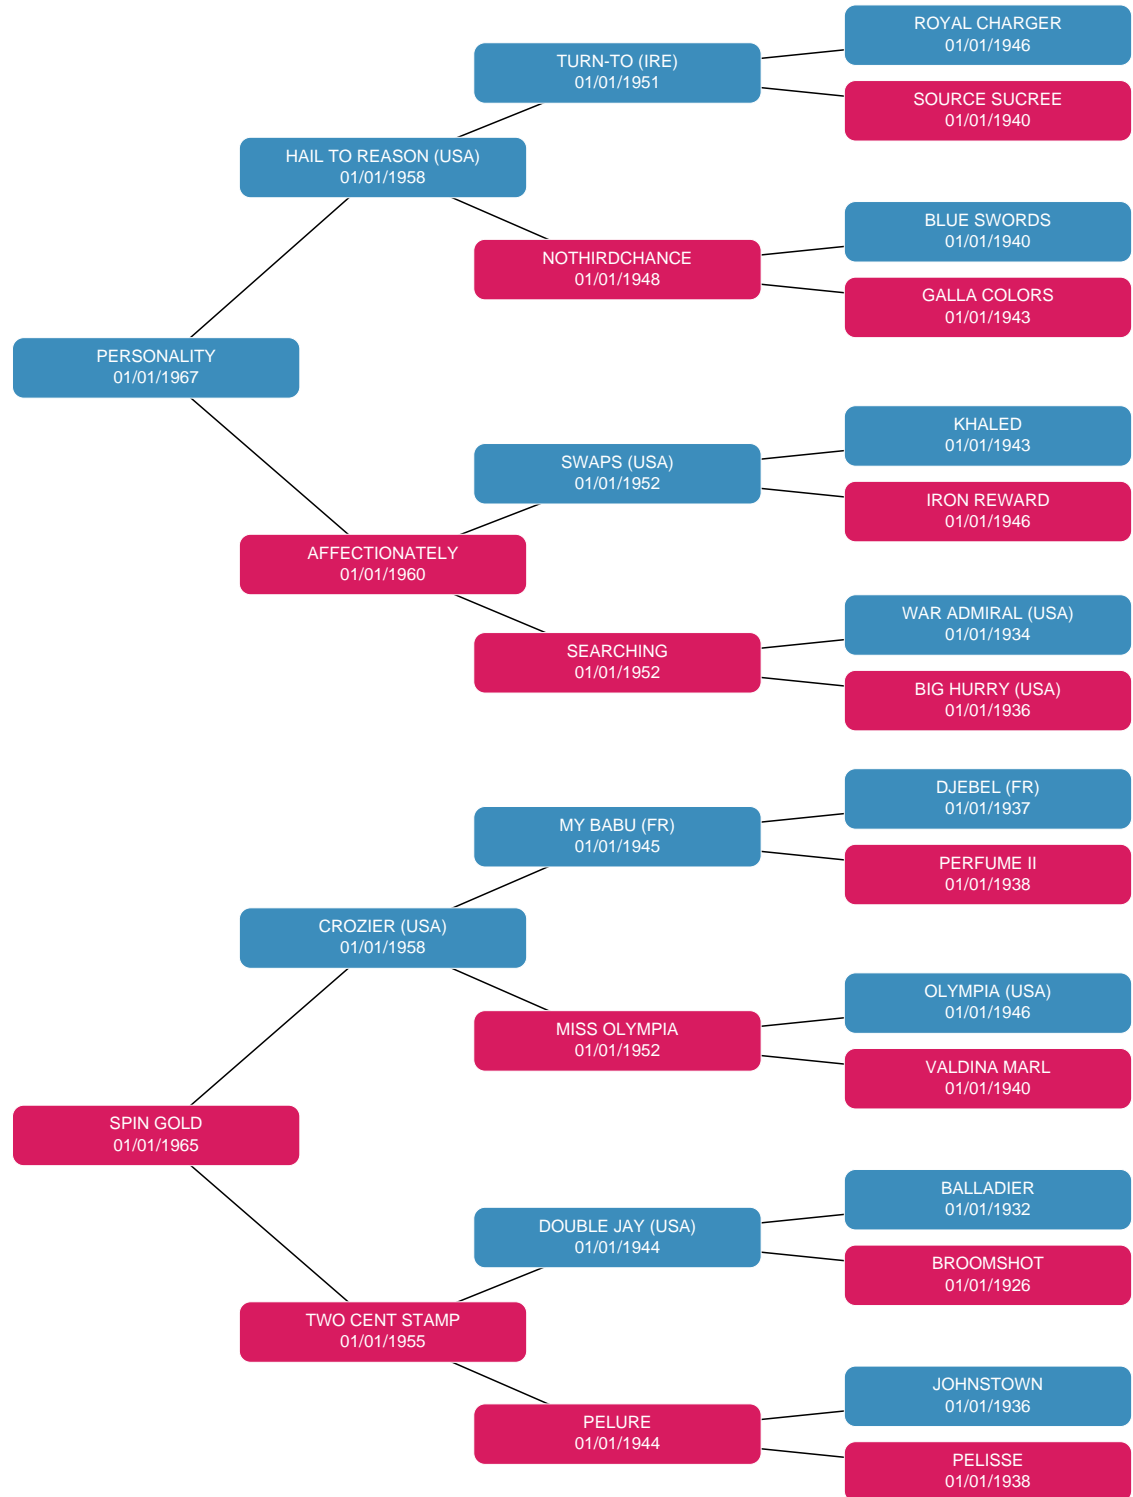 ROYAL CHARGER
01/01/1946
TURN-TO (IRE)
01/01/1951
SOURCE SUCREE
01/01/1940
HAIL TO REASON (USA)
01/01/1958
BLUE SWORDS
01/01/1940
NOTHIRDCHANCE
01/01/1948
GALLA COLORS
01/01/1943
PERSONALITY
01/01/1967
KHALED
01/01/1943
SWAPS (USA)
01/01/1952
IRON REWARD
01/01/1946
AFFECTIONATELY
01/01/1960
WAR ADMIRAL (USA)
01/01/1934
SEARCHING
01/01/1952
BIG HURRY (USA)
01/01/1936
DJEBEL (FR)
01/01/1937
MY BABU (FR)
01/01/1945
PERFUME II
01/01/1938
CROZIER (USA)
01/01/1958
OLYMPIA (USA)
01/01/1946
MISS OLYMPIA
01/01/1952
VALDINA MARL
01/01/1940
SPIN GOLD
01/01/1965
BALLADIER
01/01/1932
DOUBLE JAY (USA)
01/01/1944
BROOMSHOT
01/01/1926
TWO CENT STAMP
01/01/1955
JOHNSTOWN
01/01/1936
PELURE
01/01/1944
PELISSE
01/01/1938